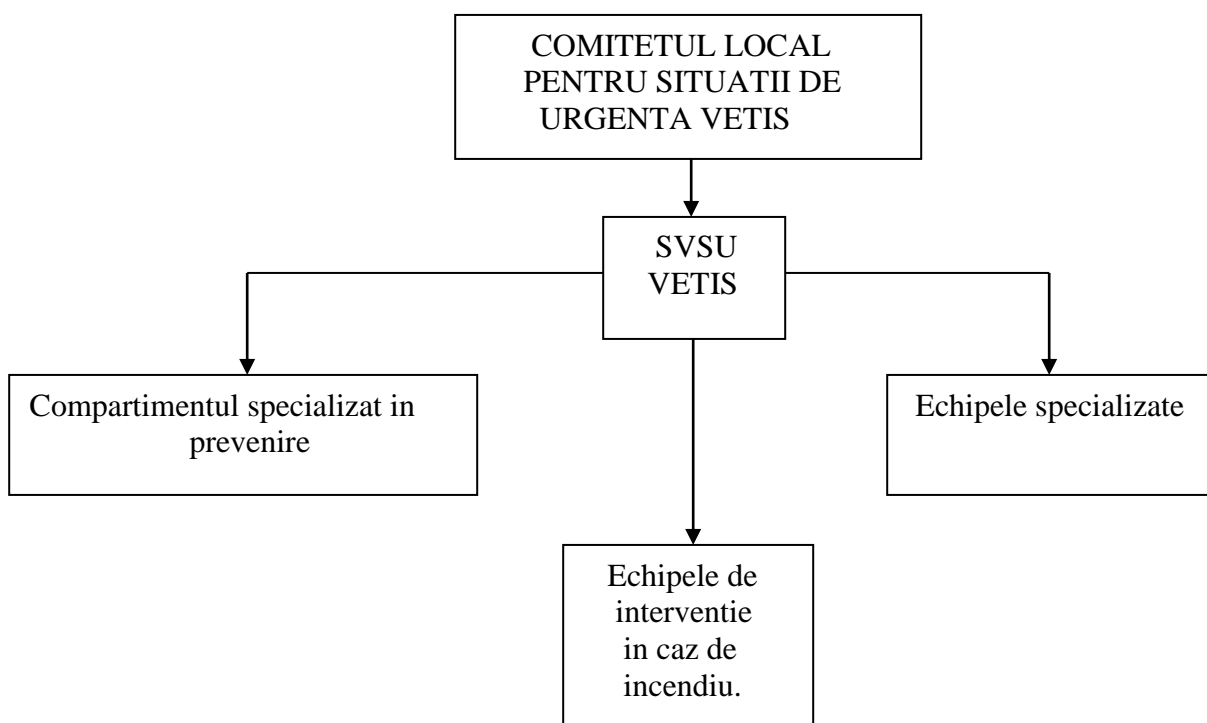 COMITETUL LOCAL
PENTRU SITUATII DE
URGENTA VETIS
SVSU
VETIS
Compartimentul specializat in
prevenire
Echipele specializate
Echipele de
interventie
in caz de
incendiu.